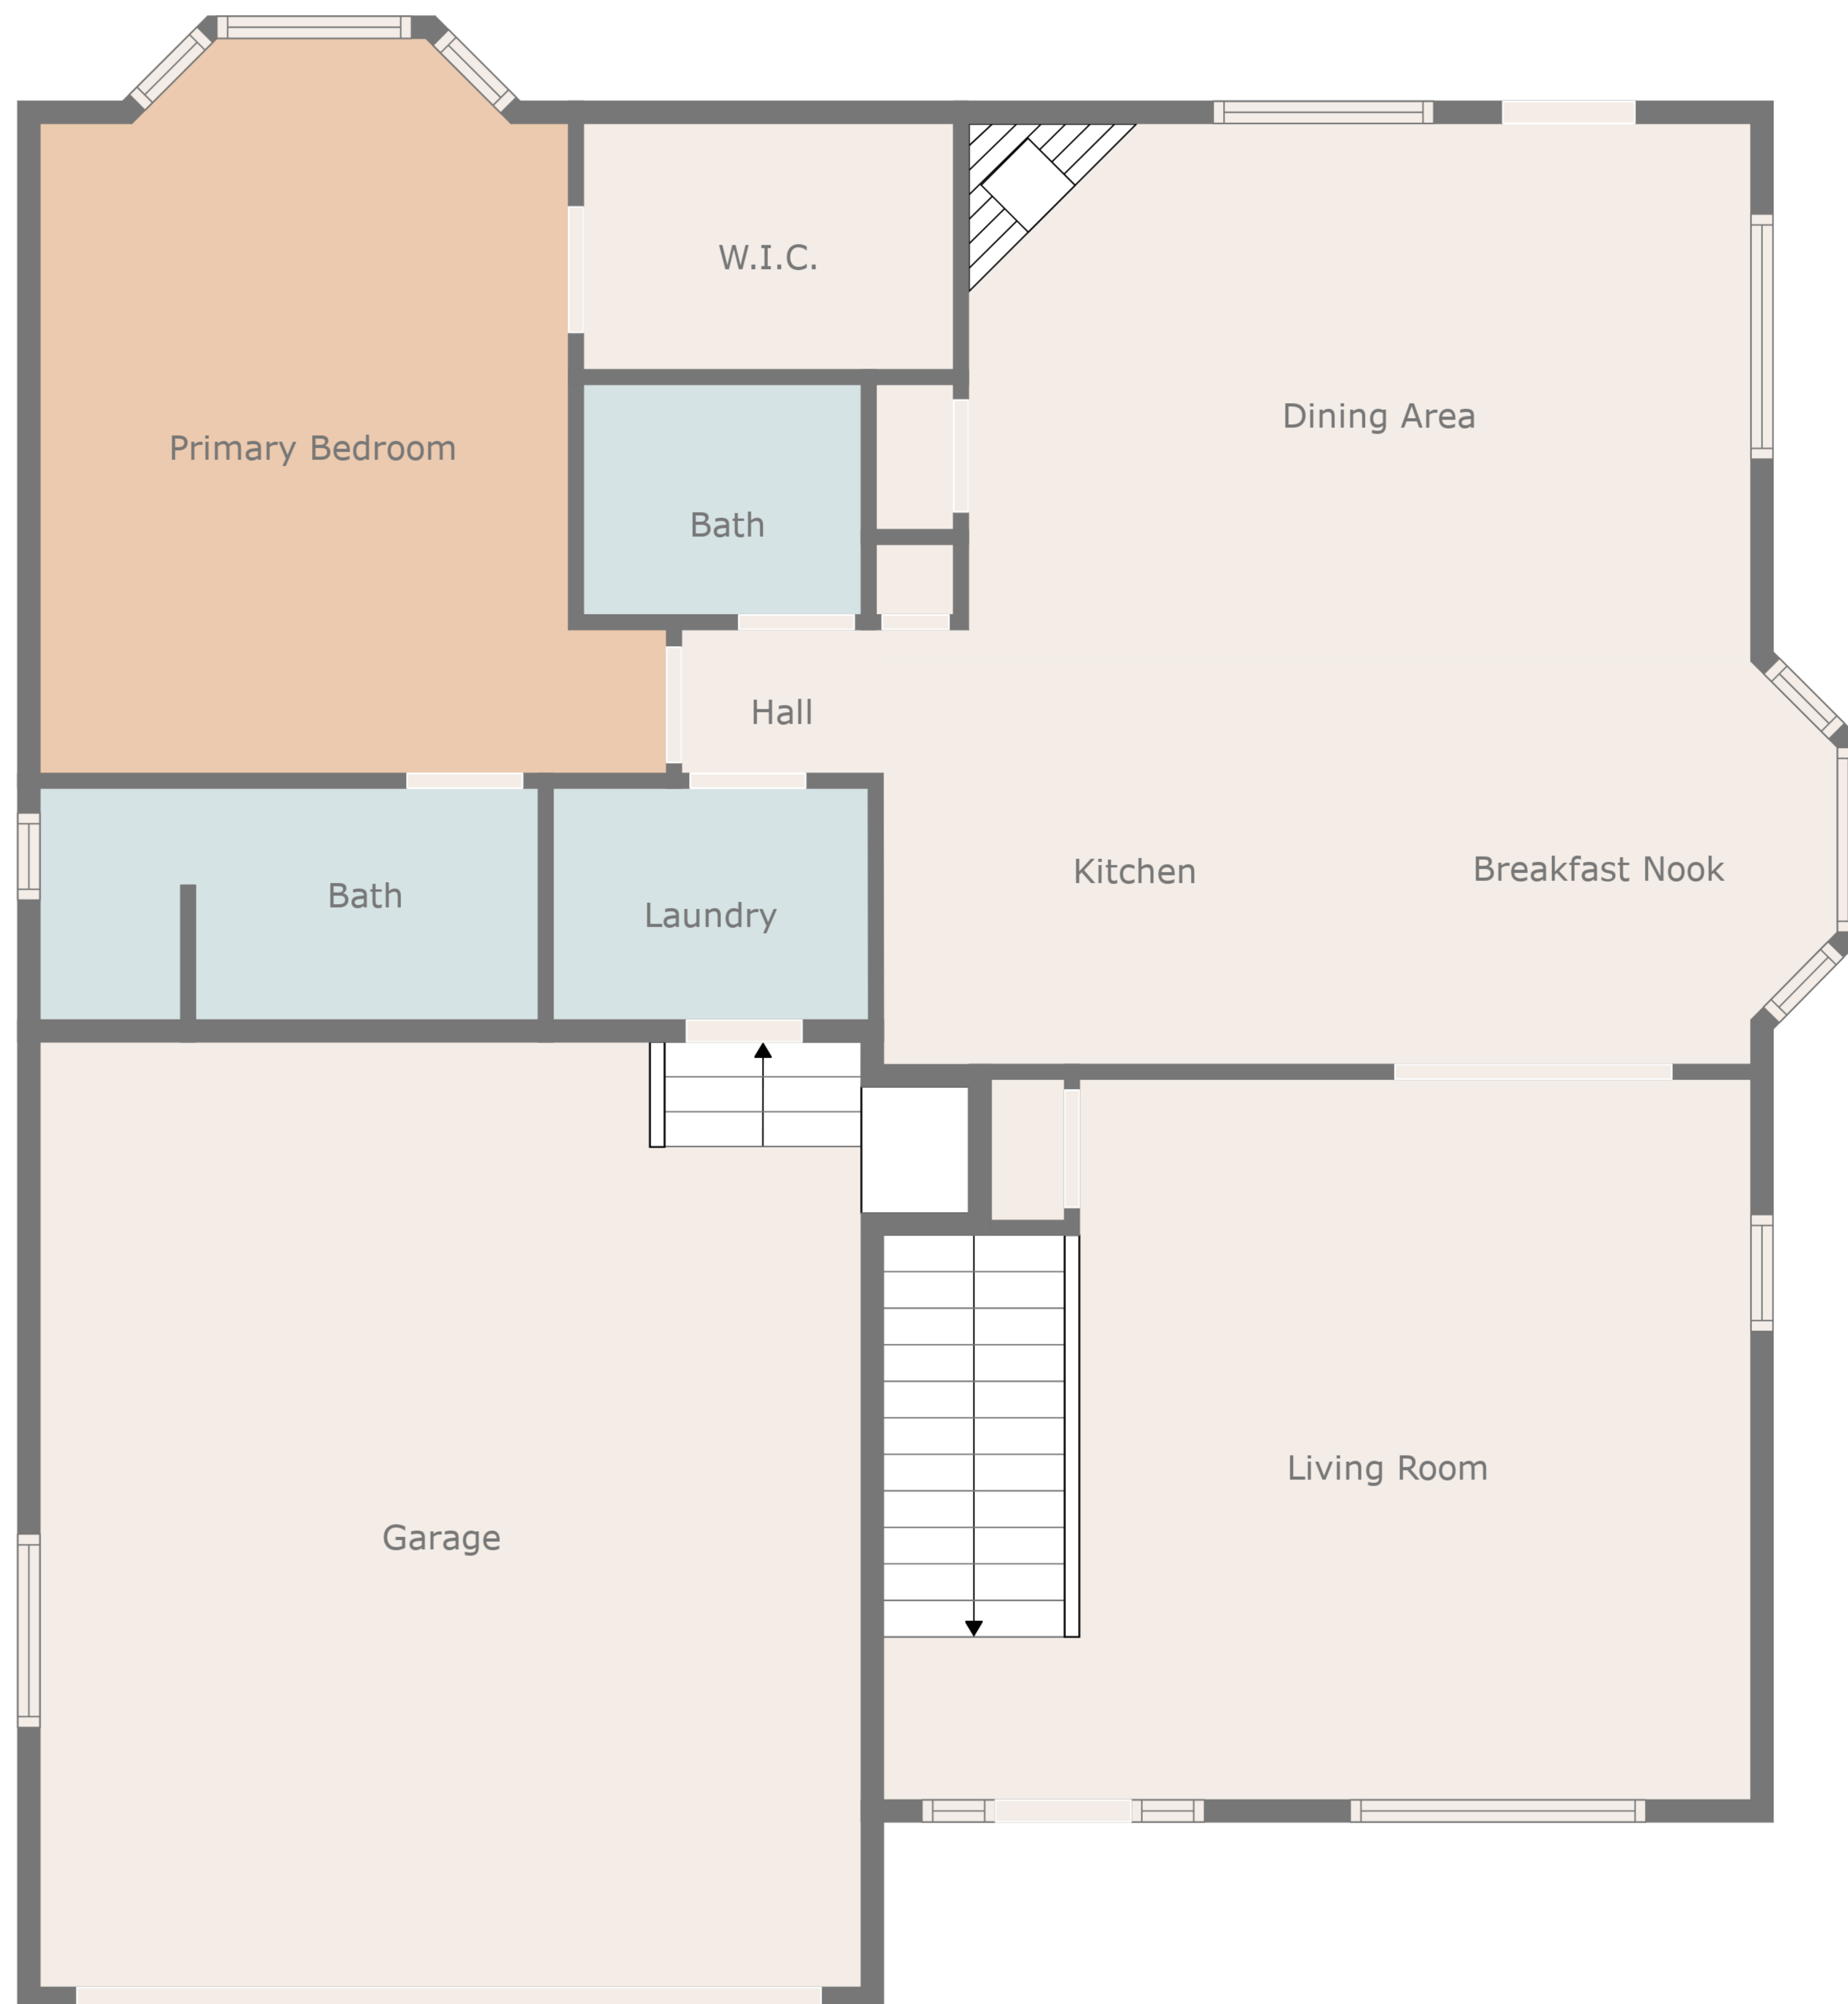 W.I.C.
Dining Area
Primary Bedroom
Bath
Hall
Kitchen
Breakfast Nook
Bath
Laundry
Living Room
Garage